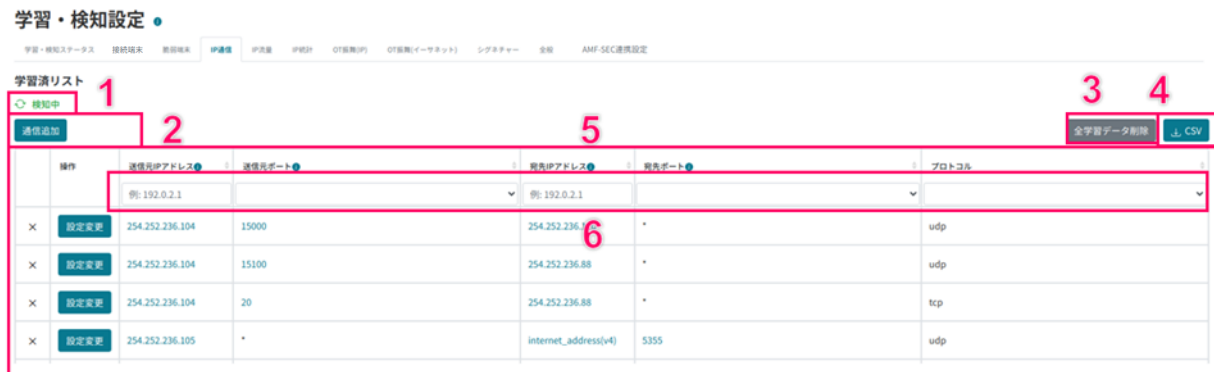 学習・検知設定
学習・検知ステータス 接続端末 脆弱端末 IP通信 IP流量 IP統計 OT振舞(IP) OT振舞(イーサネット) シグネチャー 全般 AMF-SEC連携設定
学習済リスト
1
検知中
2 3 4 5
通信追加 全学習データ削除 CSV
操作 送信元IPアドレス 送信元ポート 宛先IPアドレス 宛先ポート プロトコル
例: 192.0.2.1 例: 192.0.2.1
× 設定変更 254.252.236.104 15000 254.252.236. * udp
6
× 設定変更 254.252.236.104 15100 254.252.236.88 * udp
× 設定変更 254.252.236.104 20 254.252.236.88 * tcp
× 設定変更 254.252.236.105 * internet_address(v4) 5355 udp